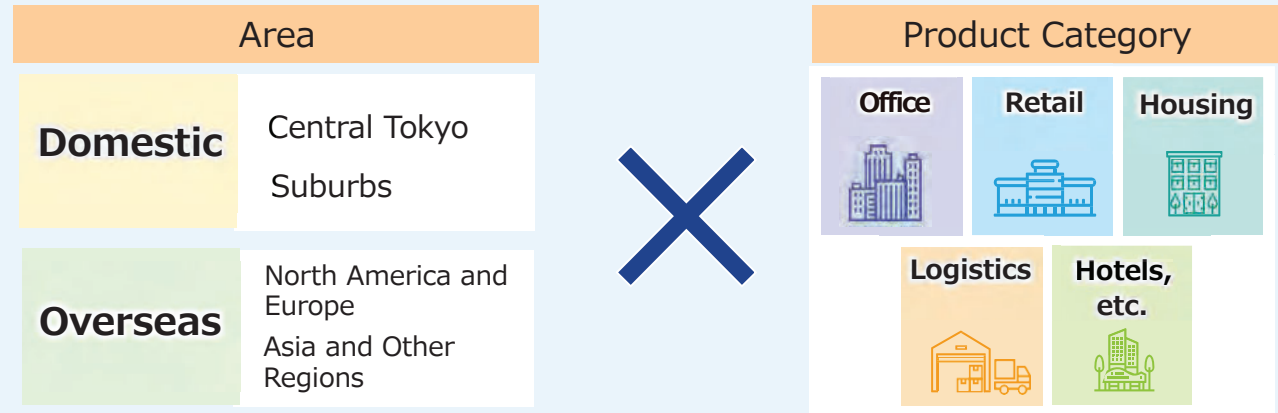 Area
Domestic
Central Tokyo
Suburbs
Overseas
North America and
Europe
Asia and Other
Regions
Product Category
Office
Retail
Housing
Logistics
Hotels,
etc.